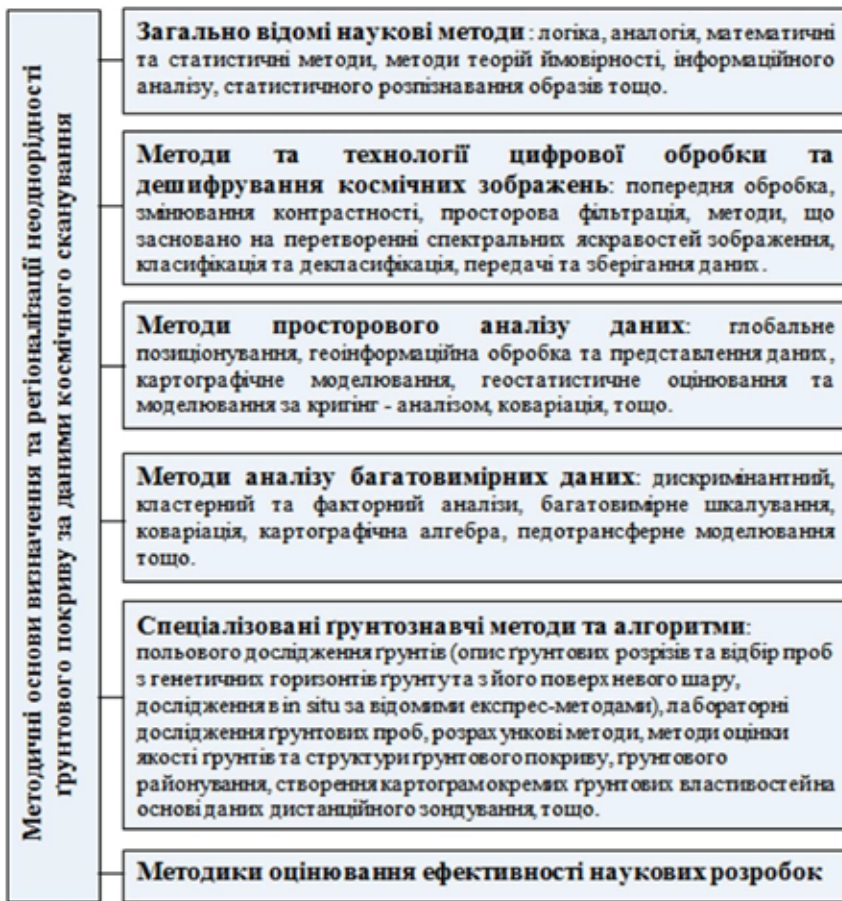 Методичні основи визначення та регіоналізації неоднорідності
ґрунтового покриву за даними космічного сканування
Загально відомі наукові методи: логіка, аналогія, математичні
та статистичні методи, методи теорій ймовірності, інформаційного
аналізу, статистичного розпізнавання образів тощо.
Методи та технології цифрової обробки та
дешифрування космічних зображень: попередня обробка,
змінювання контрастності, просторова фільтрація, методи, що
засновано на перетворенні спектральних яскравостей зображення,
класифікація та декласифікація, передачі та зберігання даних.
Методи просторового аналізу даних: глобальне
позиціонування, геоінформаційна обробка та представлення даних,
картографічне моделювання, геостатистичне оцінювання та
моделювання за кригінг - аналізом, коваріація, тощо.
Методи аналізу багатовимірних даних: дискримінантний,
кластерний та факторний аналізи, багатовимірне шкалування,
коваріація, картографічна алгебра, педотрансферне моделювання
тощо.
Спеціалізовані ґрунтознавчі методи та алгоритми:
польового дослідження ґрунтів (опис ґрунтових розрізів та відбір проб
з генетичних горизонтів ґрунту та з його поверхневого шару,
дослідження в in situ за відомими експрес-методами), лабораторні
дослідження ґрунтових проб, розрахункові методи, методи оцінки
якості ґрунтів та структури ґрунтового покриву, ґрунтового
районування, створення картограм окремих ґрунтових властивостей на
основі даних дистанційного зондування, тощо.
Методики оцінювання ефективності наукових розробок